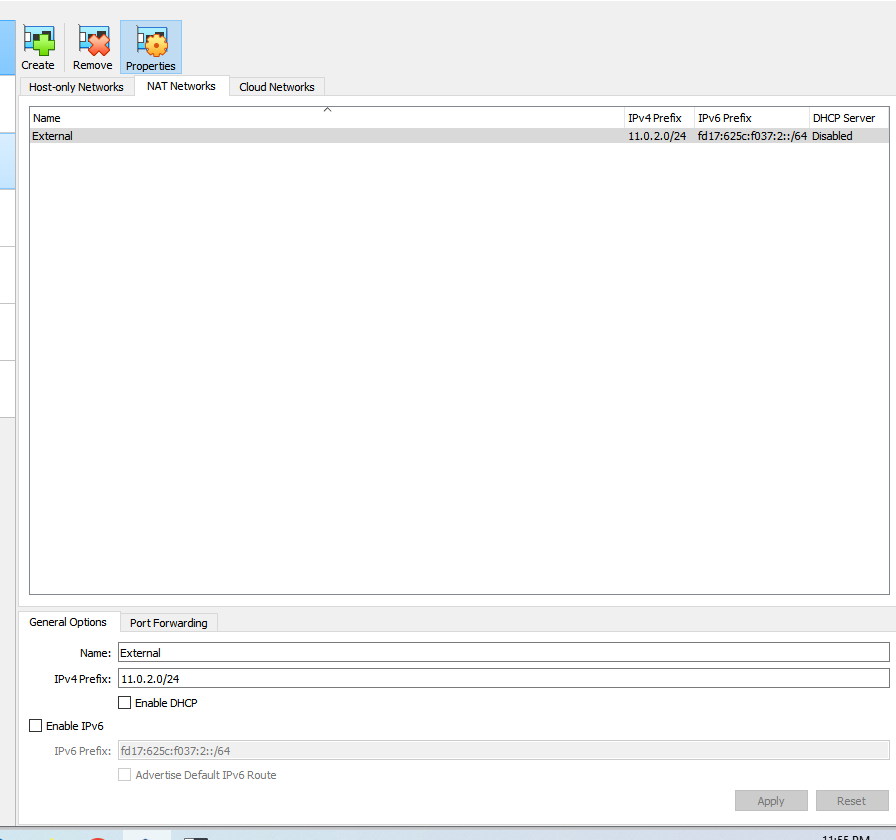 Create Remove Properties
Host-only Networks NAT Networks Cloud Networks
Name IPv4 Prefix IPv6 Prefix DHCP Server
External 11.0.2.0/24 fd17:625c:f037:2::/64 Disabled
General Options Port Forwarding
Name: External
IPv4 Prefix: 11.0.2.0/24
Enable DHCP
Enable IPv6
IPv6 Prefix: fd17:625c:f037:2::/64
Advertise Default IPv6 Route
Apply Reset
11:55 PM